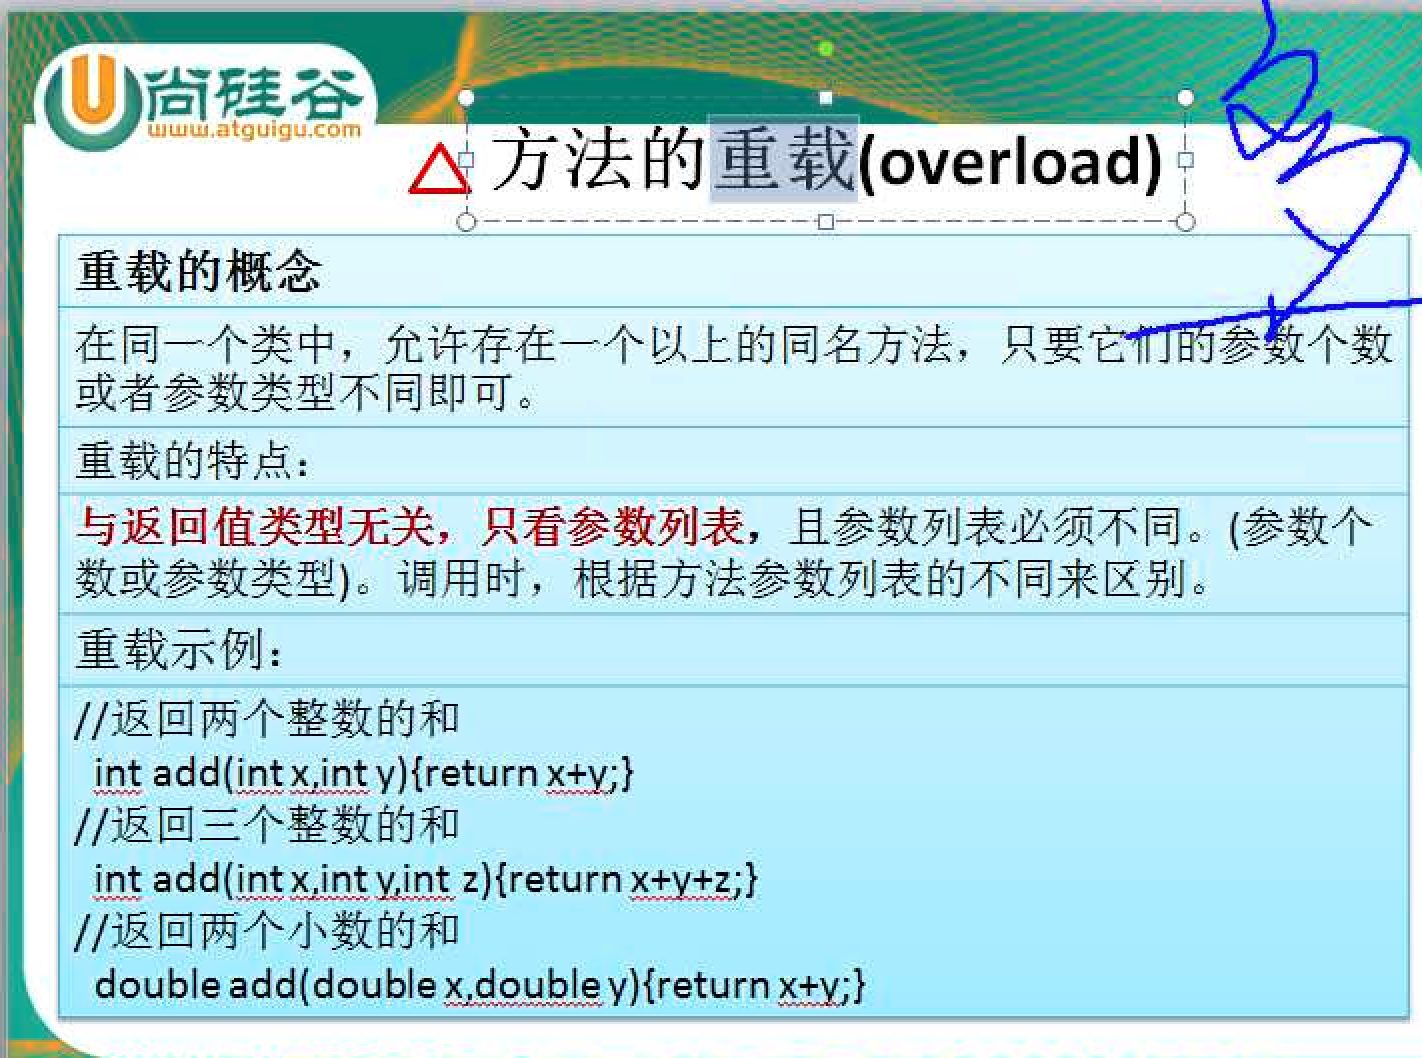 尚硅谷
www.atguigu.com
方法的重载(overload)
重载的概念
在同一个类中，允许存在一个以上的同名方法，只要它们的参数个数
或者参数类型不同即可。
重载的特点：
与返回值类型无关，只看参数列表，且参数列表必须不同。(参数个
数或参数类型)。调用时，根据方法参数列表的不同来区别。
重载示例：
//返回两个整数的和
int add(int x,int y){return x+y;}
//返回三个整数的和
int add(int x,int y,int z){return x+y+z;}
//返回两个小数的和
double add(double x,double y){return x+y;}